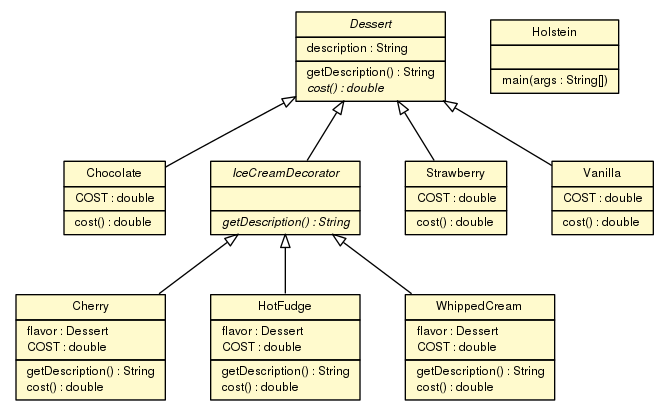 Dessert
description : String
getDescription() : String
cost() : double
Holstein
main(args : String[])
Chocolate
COST : double
cost() : double
IceCreamDecorator
getDescription() : String
Strawberry
COST : double
cost() : double
Vanilla
COST : double
cost() : double
Cherry
flavor : Dessert
COST : double
getDescription() : String
cost() : double
HotFudge
flavor : Dessert
COST : double
getDescription() : String
cost() : double
WhippedCream
flavor : Dessert
COST : double
getDescription() : String
cost() : double